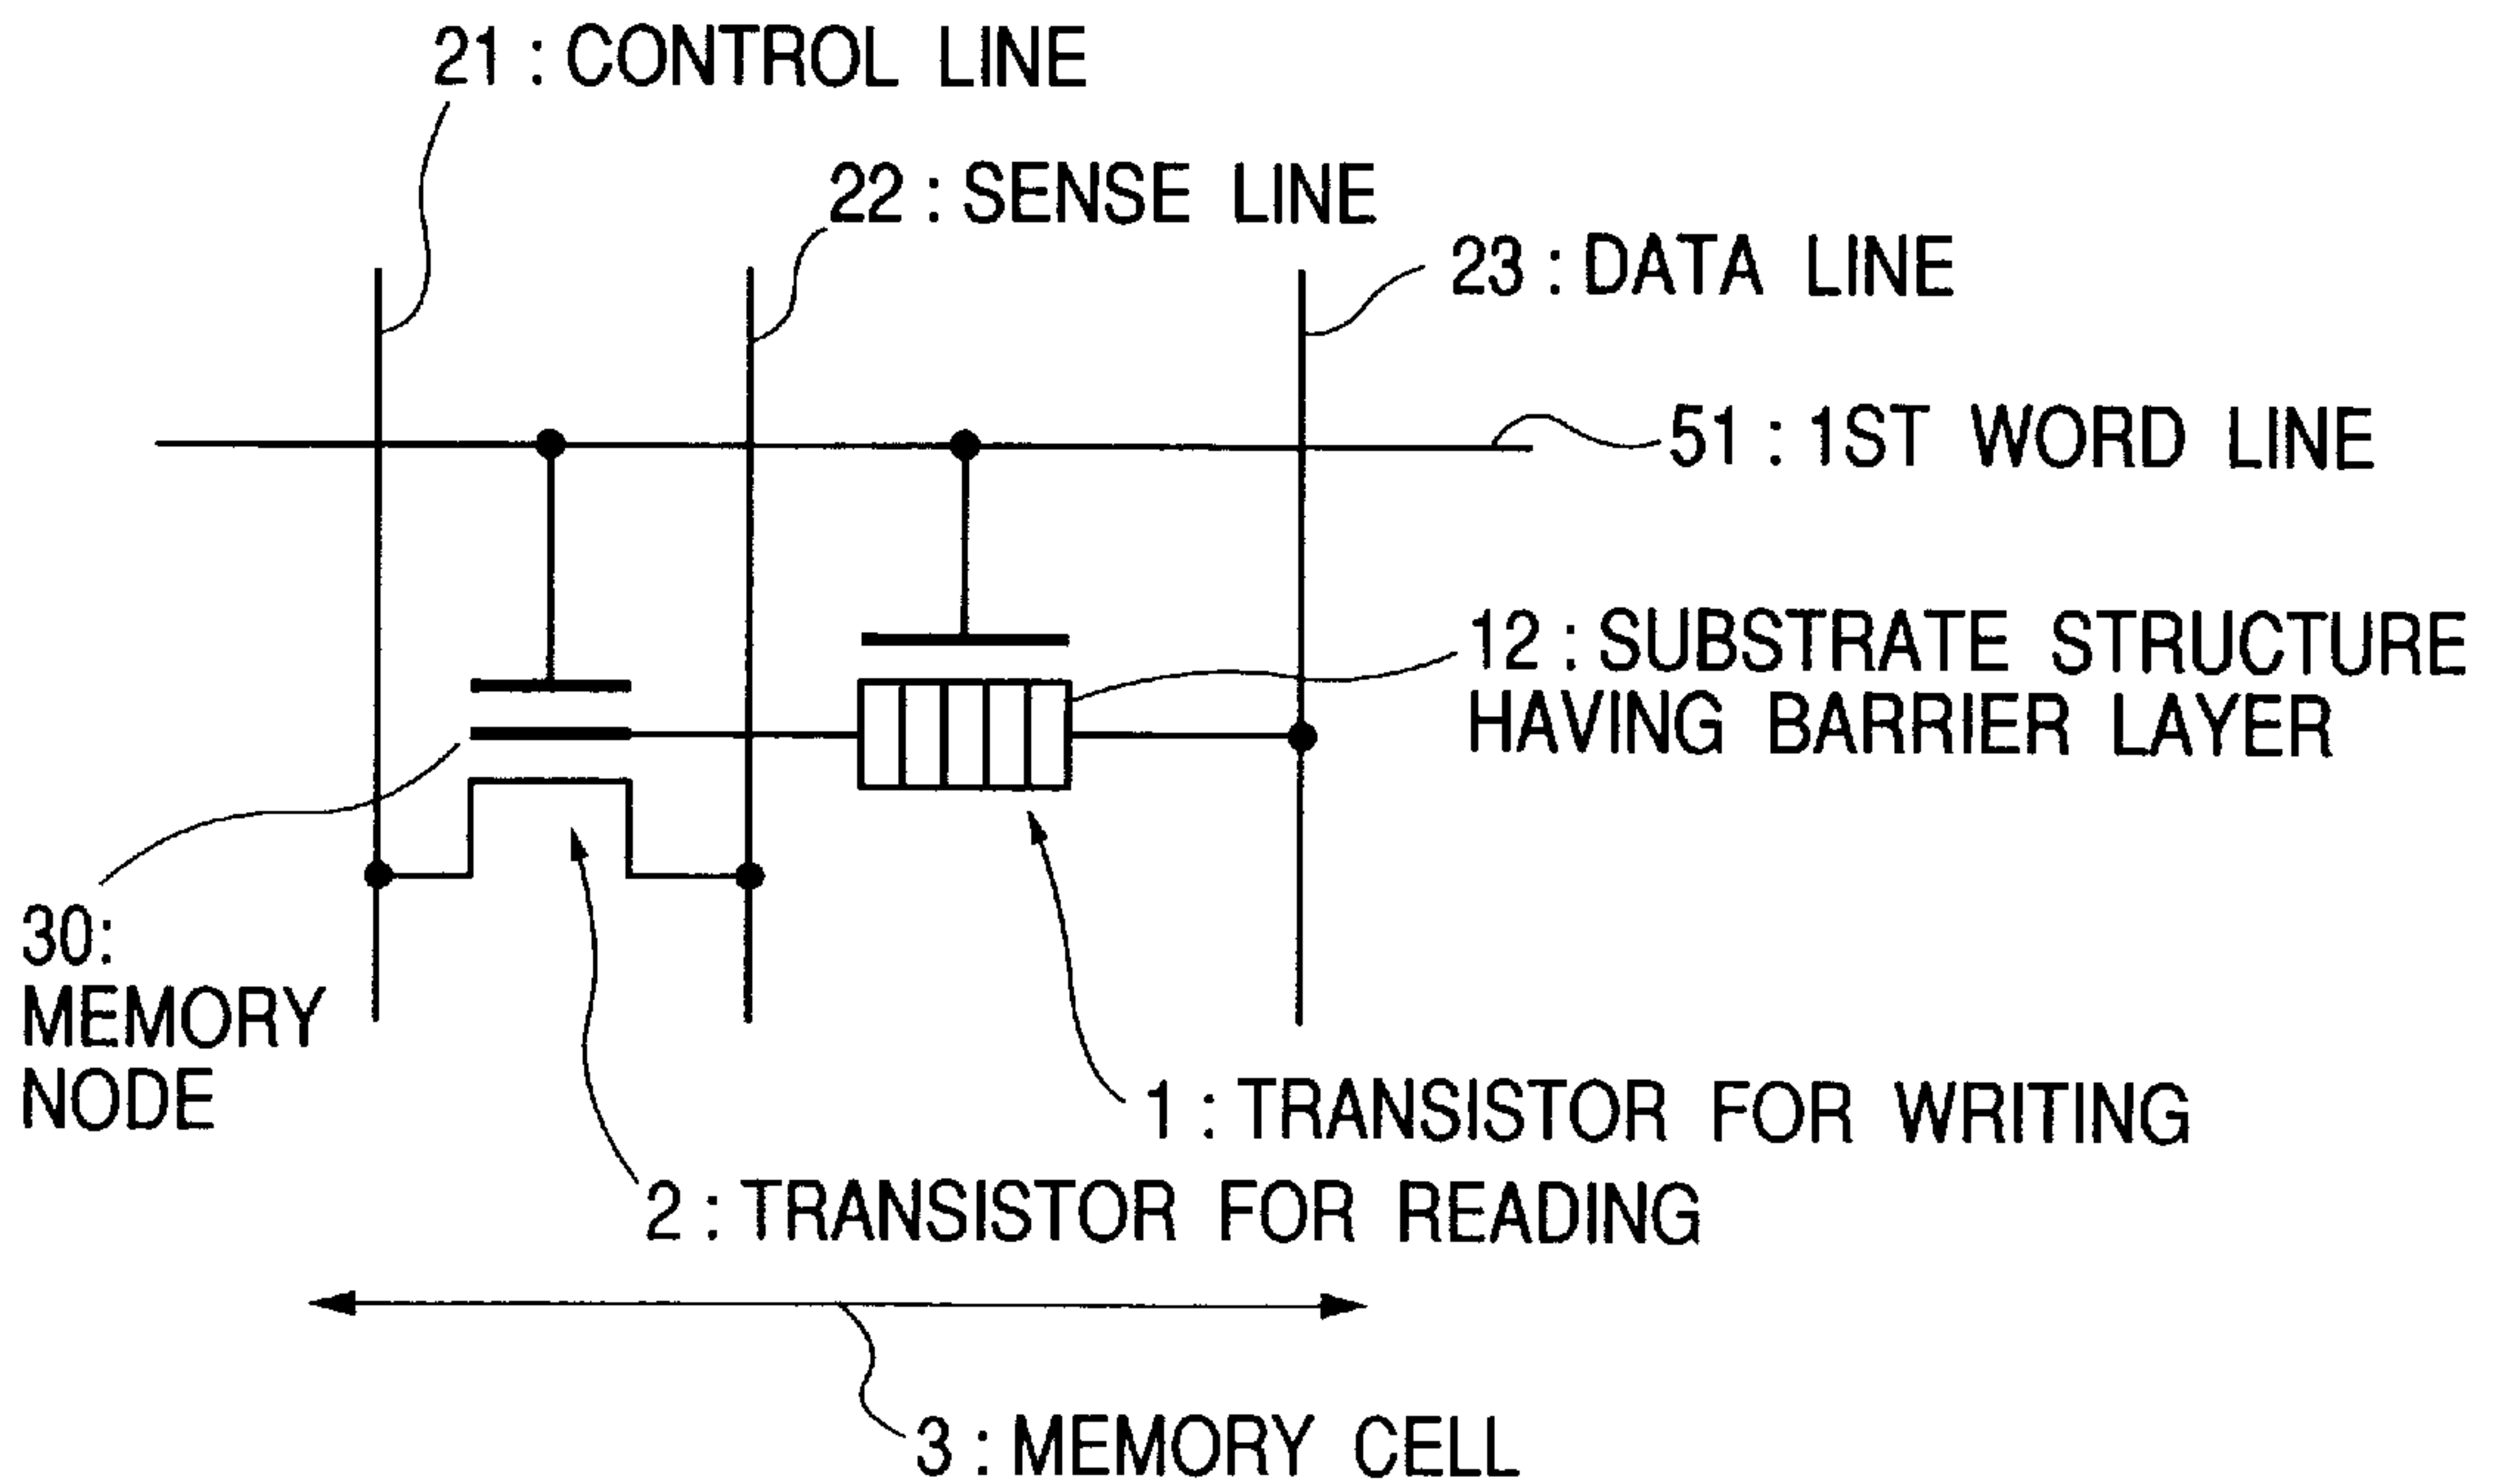 21 : CONTROL LINE
22 : SENSE LINE
23 : DATA LINE
51 : 1ST WORD LINE
12 : SUBSTRATE STRUCTURE
HAVING BARRIER LAYER
30:
MEMORY
NODE
1 : TRANSISTOR FOR WRITING
2 : TRANSISTOR FOR READING
3 : MEMORY CELL